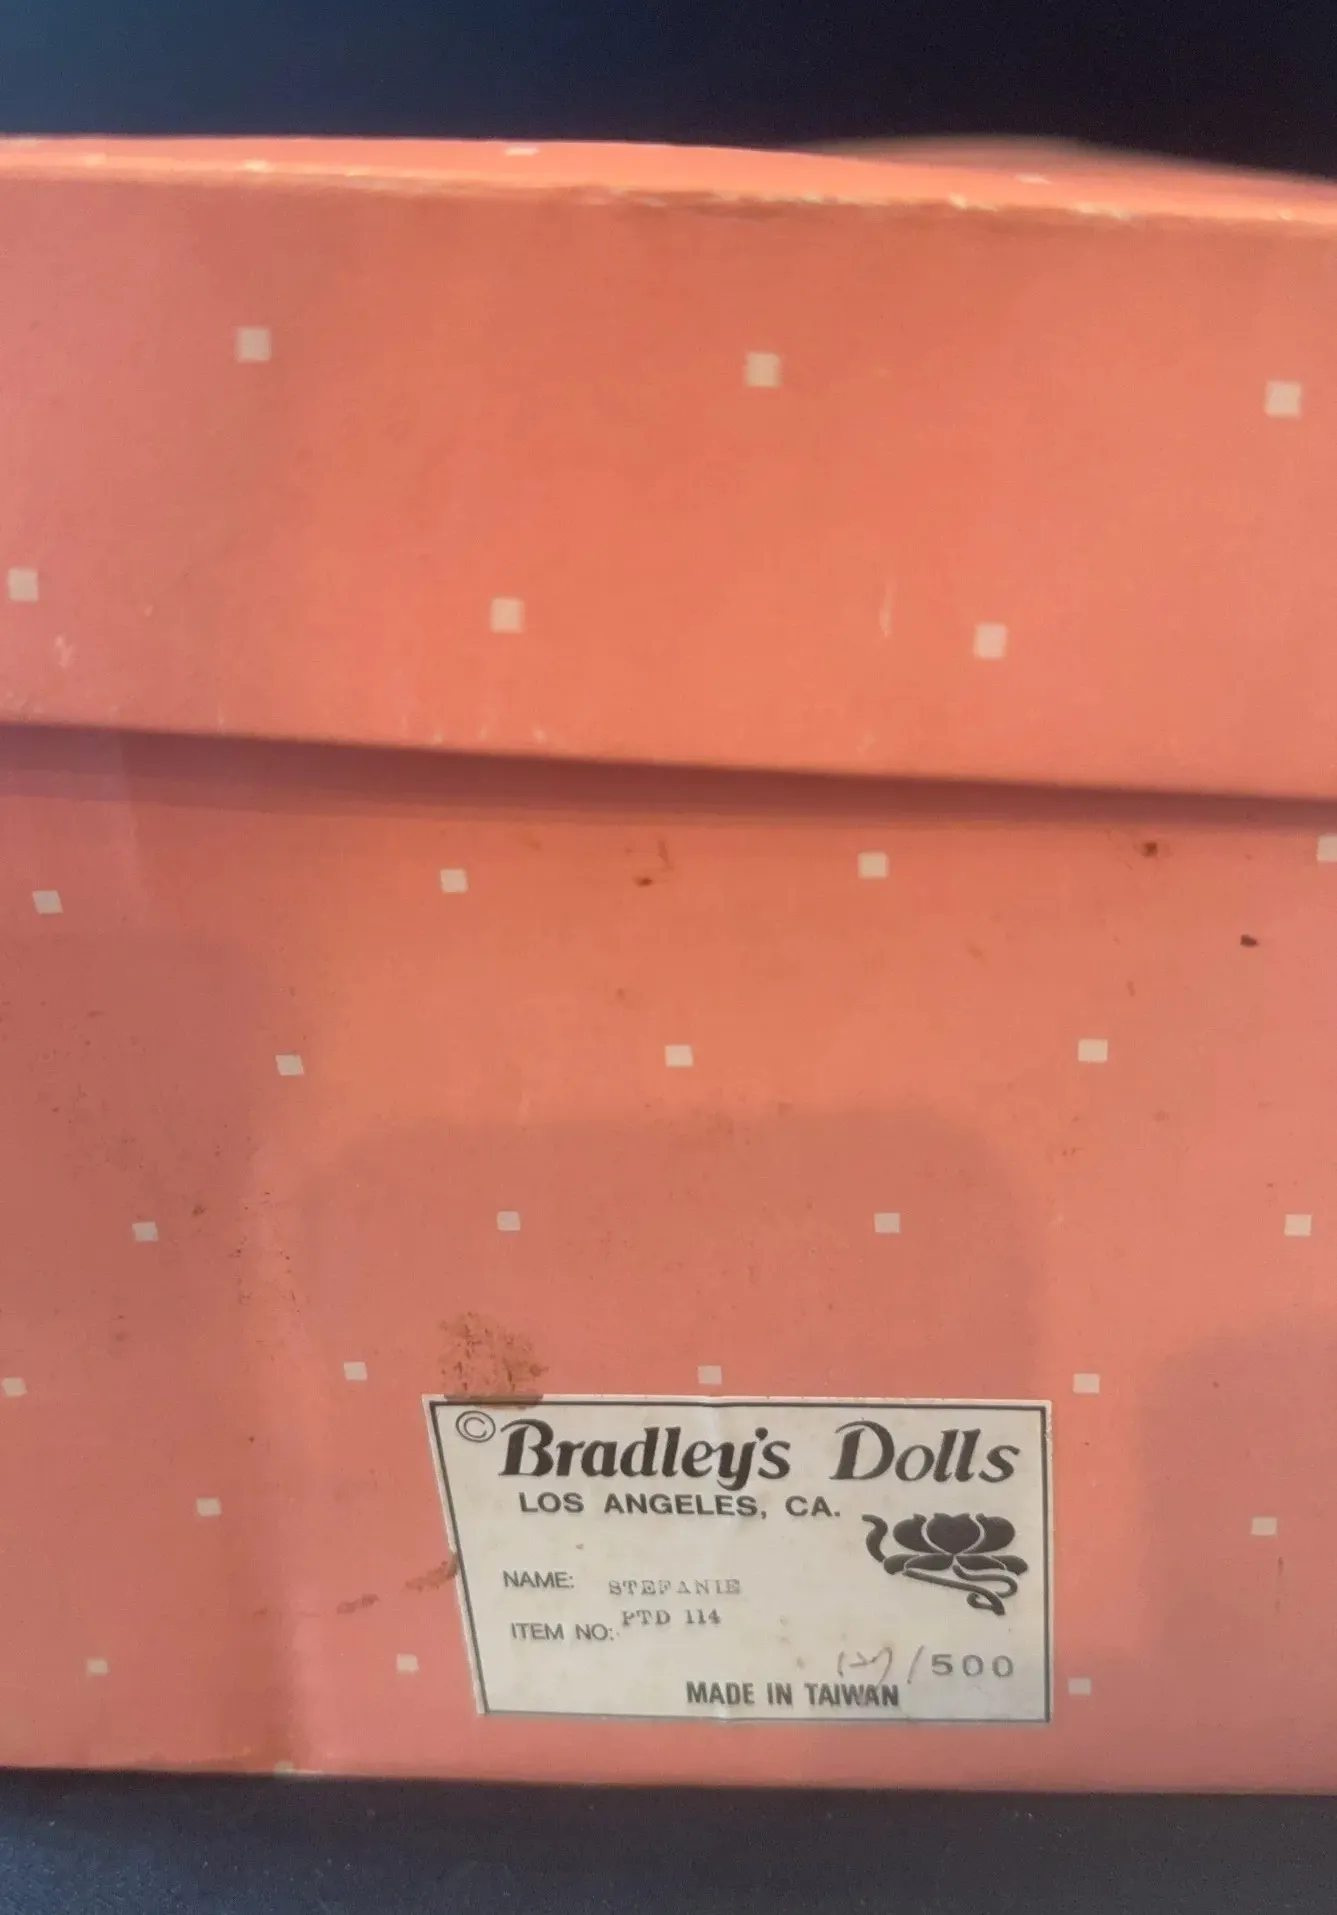 © Bradley's Dolls
LOS ANGELES, CA.
NAME: STEFANIE
ITEM NO: PTD 114
/500
MADE IN TAIWAN